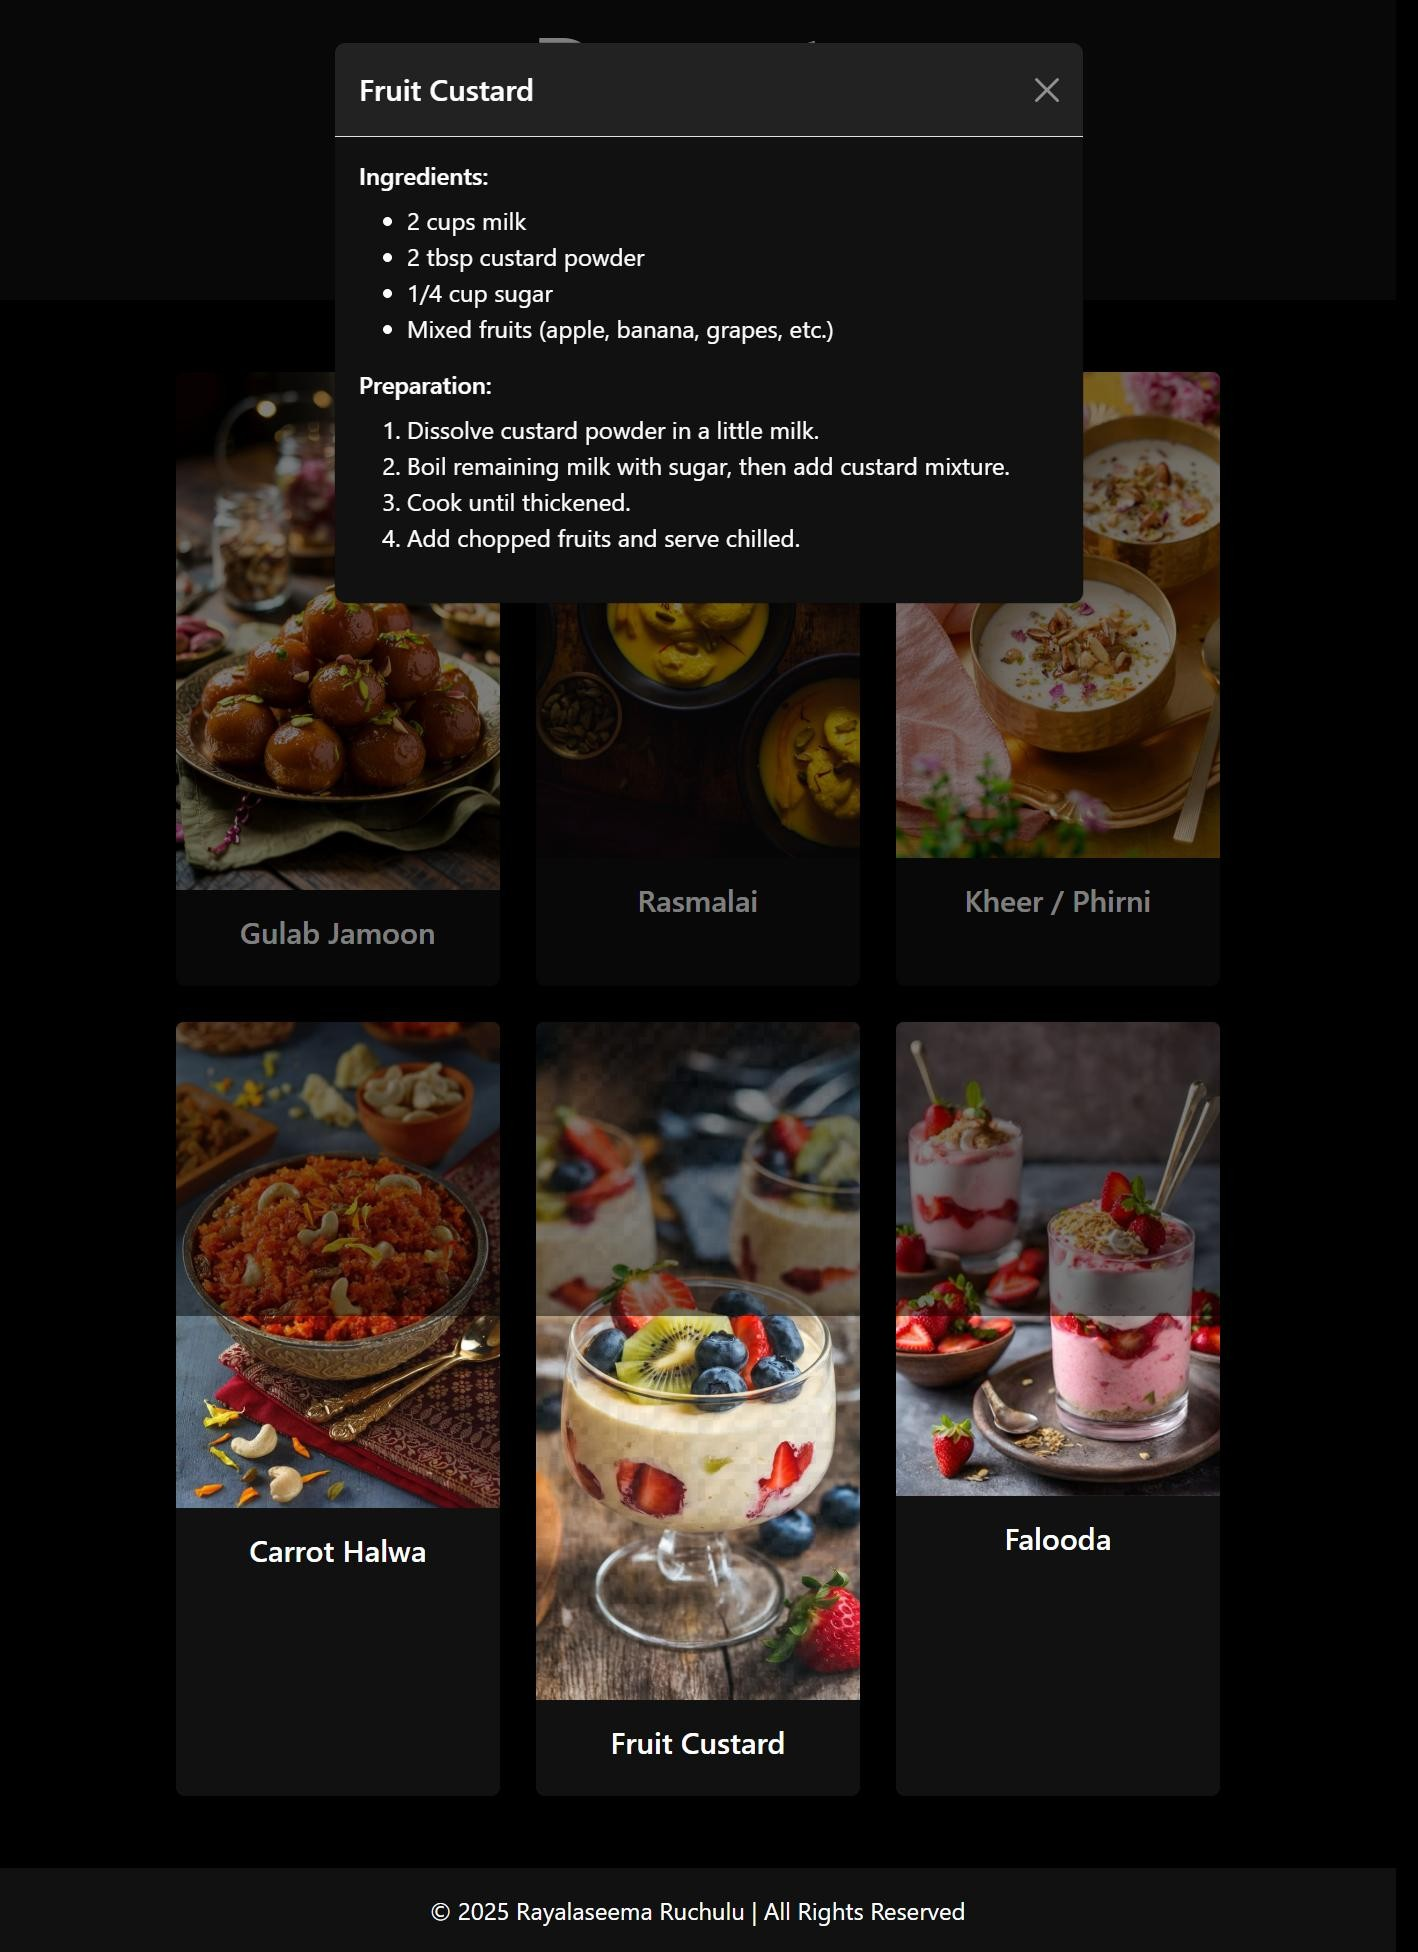 Fruit Custard
Ingredients:
• 2 cups milk
• 2 tbsp custard powder
• 1/4 cup sugar
• Mixed fruits (apple, banana, grapes, etc.)
Preparation:
1. Dissolve custard powder in a little milk.
2. Boil remaining milk with sugar, then add custard mixture.
3. Cook until thickened.
4. Add chopped fruits and serve chilled.
Gulab Jamoon
Rasmalai
Kheer / Phirni
Carrot Halwa
Fruit Custard
Falooda
© 2025 Rayalaseema Ruchulu | All Rights Reserved